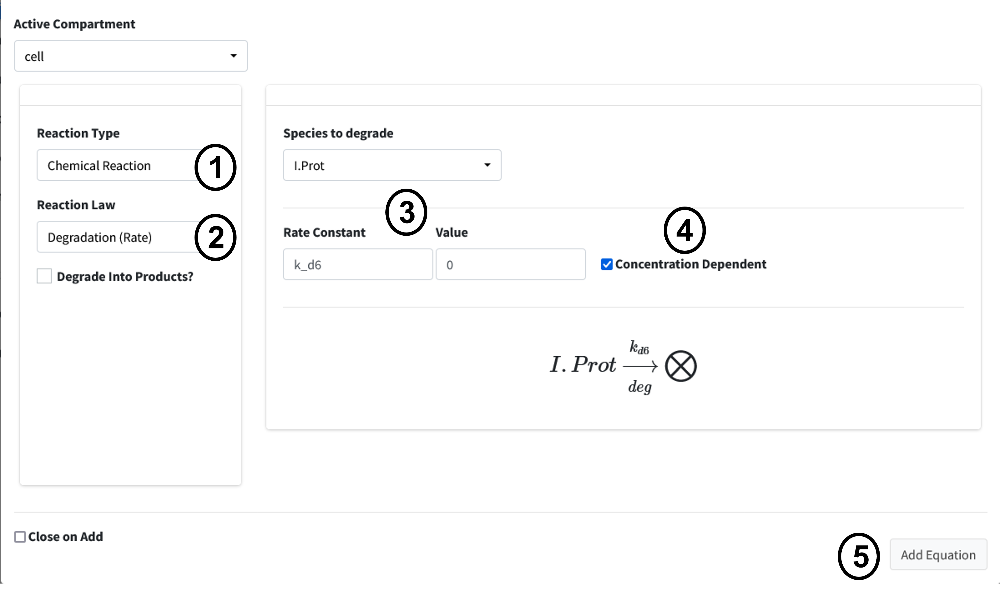 Active Compartment
cell
Reaction Type
Chemical Reaction
1
Reaction Law
Degradation (Rate)
2
Degrade Into Products?
Species to degrade
I.Prot
3
4
Rate Constant Value
k_d6 0
Concentration Dependent
k_{d6}
I.Prot
deg
Close on Add
5
Add Equation